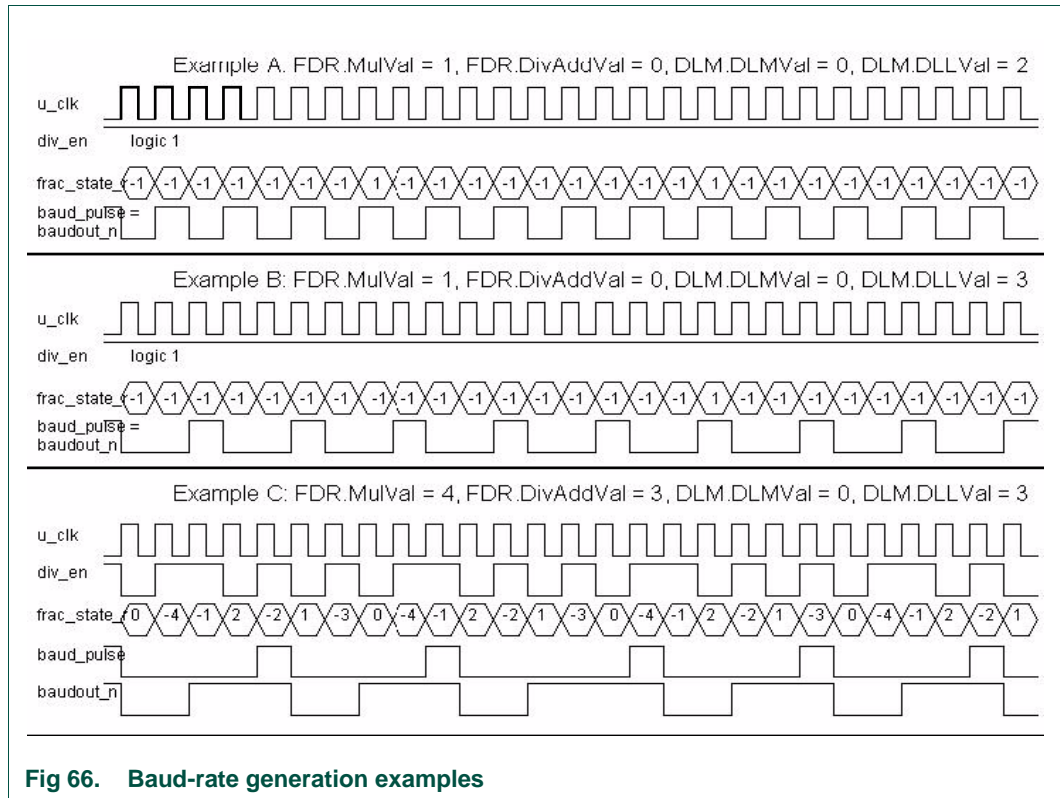 Example A. FDR.MulVal = 1, FDR.DivAddVal = 0, DLM.DLMVal = 0, DLM.DLLVal = 2
u_clk
div_en logic 1
frac_state_ -1 -1 -1 -1 -1 -1 -1 1 -1 -1 -1 -1 -1 -1 -1 -1 -1 1 -1 -1 -1 -1 -1 -1 -1 -1 -1
baud_pulse =
baudout_n
Example B: FDR.MulVal = 1, FDR.DivAddVal = 0, DLM.DLMVal = 0, DLM.DLLVal = 3
u_clk
div_en logic 1
frac_state_ -1 -1 -1 -1 -1 -1 -1 -1 -1 -1 -1 -1 -1 -1 -1 -1 -1 1 -1 -1 -1 -1 -1 -1 -1 -1 -1
baud_pulse =
baudout_n
Example C: FDR.MulVal = 4, FDR.DivAddVal = 3, DLM.DLMVal = 0, DLM.DLLVal = 3
u_clk
div_en
frac_state_ 0 -4 -1 2 -2 1 -3 0 -4 -1 2 -2 1 -3 0 -4 -1 2 -2 1 -3 0 -4 -1 2 -2 1
baud_pulse
baudout_n
Fig 66. Baud-rate generation examples